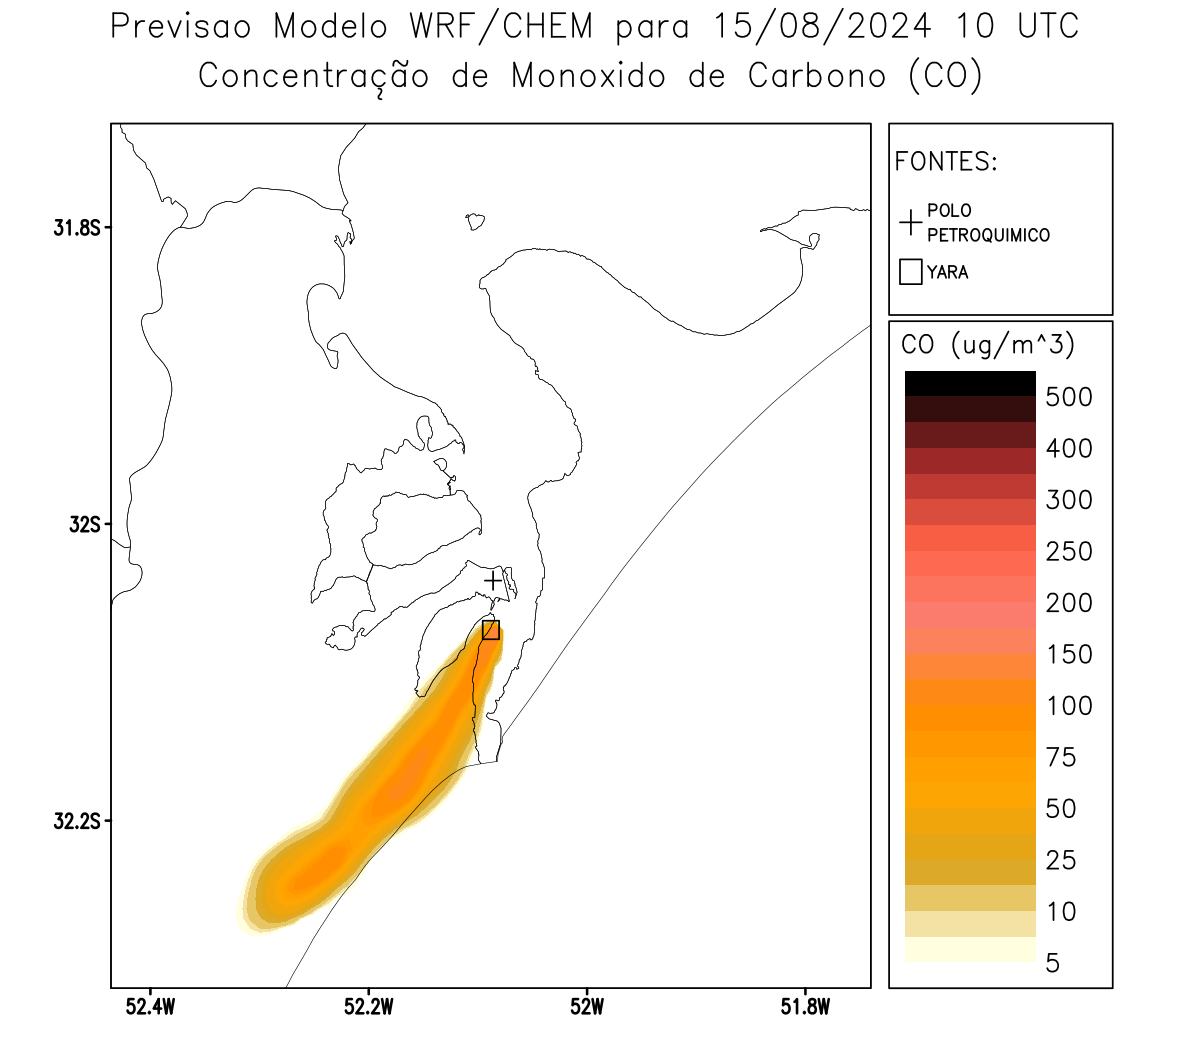 Previsao Modelo WRF/CHEM para 15/08/2024 10 UTC
Concentração de Monoxido de Carbono (CO)
FONTES:
POLO
PETROQUIMICO
YARA
CO (ug/m^3)
500
400
300
250
200
150
100
75
50
25
10
5
31.8S
32S
32.2S
52.4W
52.2W
52W
51.8W